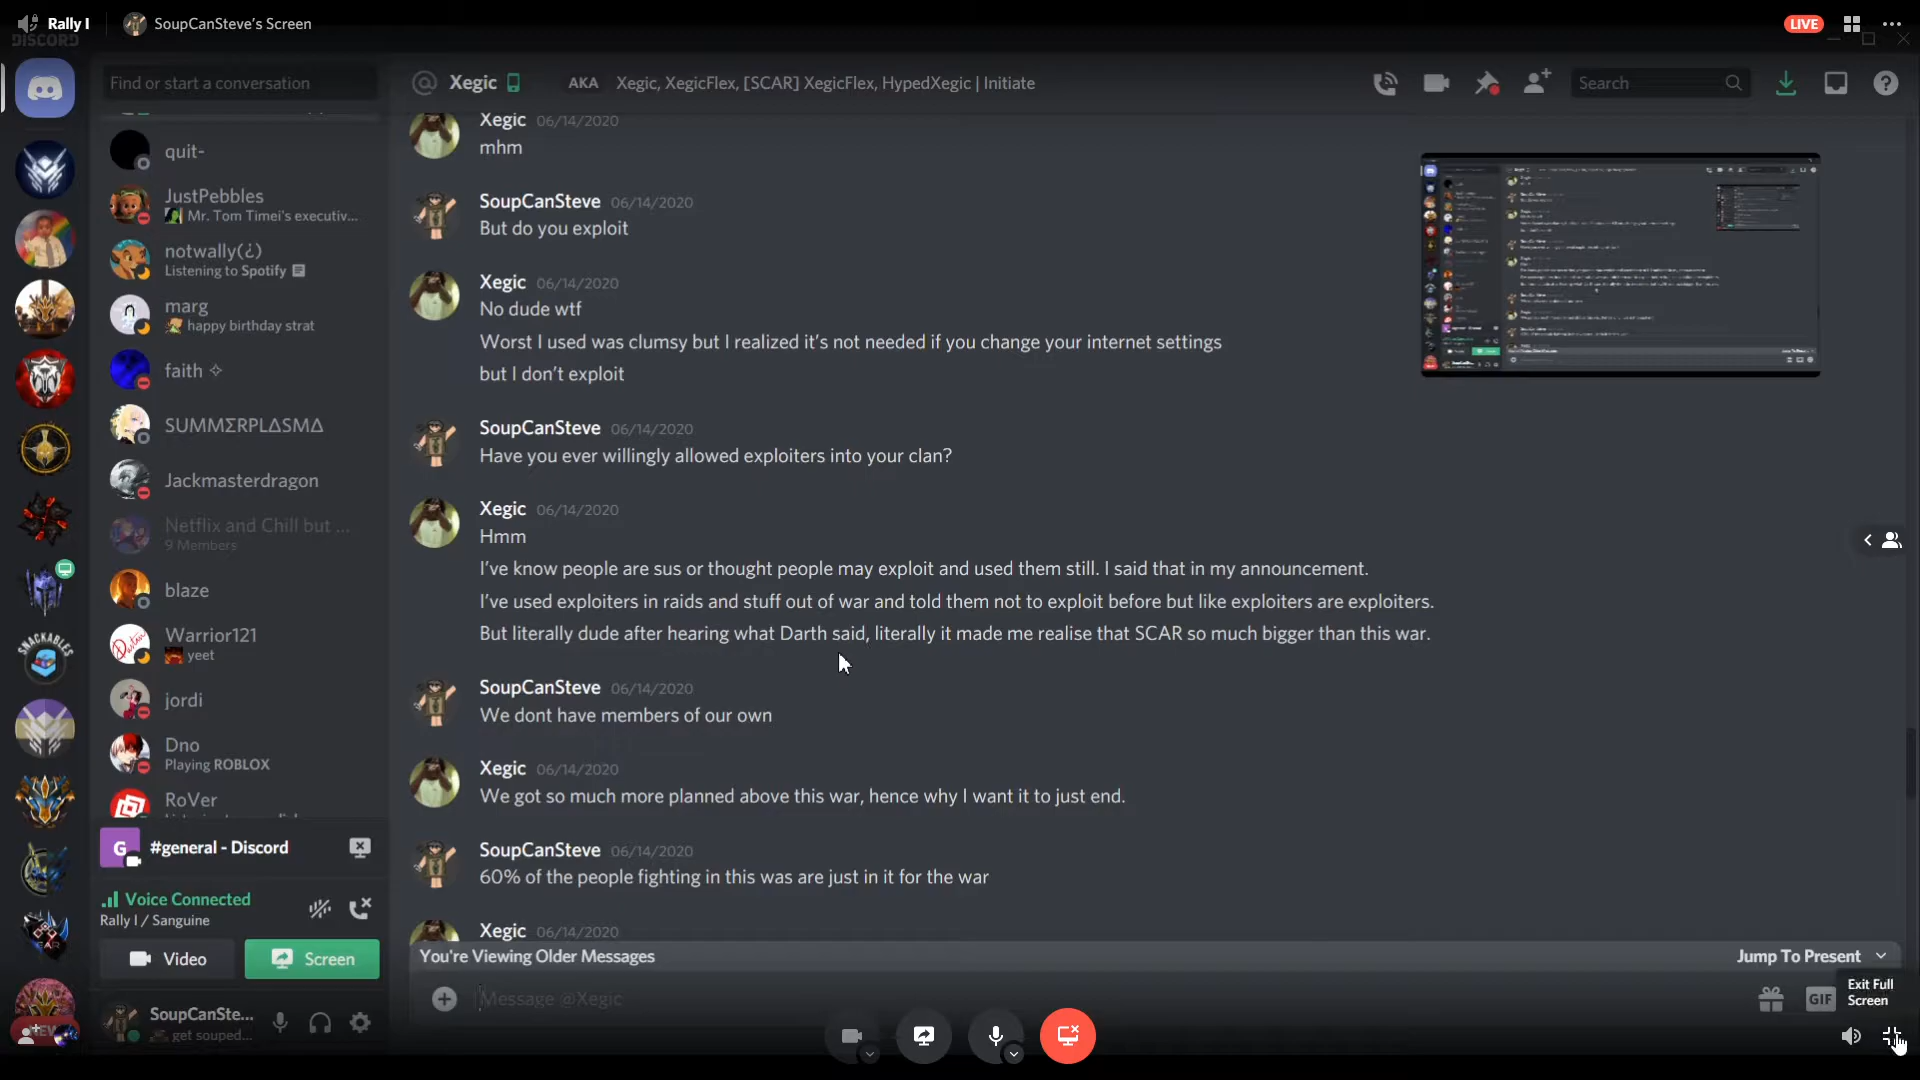 Rally I
SoupCanSteve's Screen
LIVE
DISCORD
Find or start a conversation
Xegic
AKA
Xegic, XegicFlex, [SCAR] XegicFlex, HypedXegic | Initiate
Search
quit-
JustPebbles
Mr. Tom Timei's executiv...
notwally(¿)
Listening to Spotify
marg
happy birthday strat
faith ✧
SUMMΣRPLΔSMΔ
Jackmasterdragon
Netflix and Chill but ...
9 Members
blaze
Warrior121
yeet
jordi
Dno
Playing ROBLOX
RoVer
SNACKABLES
G
#general - Discord
Voice Connected
Rally I / Sanguine
Video
Screen
SoupCanSte...
get souped...
Xegic 06/14/2020
mhm
SoupCanSteve 06/14/2020
But do you exploit
Xegic 06/14/2020
No dude wtf
Worst I used was clumsy but I realized it's not needed if you change your internet settings
but I don't exploit
SoupCanSteve 06/14/2020
Have you ever willingly allowed exploiters into your clan?
Xegic 06/14/2020
Hmm
I've know people are sus or thought people may exploit and used them still. I said that in my announcement.
I've used exploiters in raids and stuff out of war and told them not to exploit before but like exploiters are exploiters.
But literally dude after hearing what Darth said, literally it made me realise that SCAR so much bigger than this war.
SoupCanSteve 06/14/2020
We dont have members of our own
Xegic 06/14/2020
We got so much more planned above this war, hence why I want it to just end.
SoupCanSteve 06/14/2020
60% of the people fighting in this was are just in it for the war
Xegic 06/14/2020
You're Viewing Older Messages
Jump To Present
Message @Xegic
GIF
Exit Full
Screen